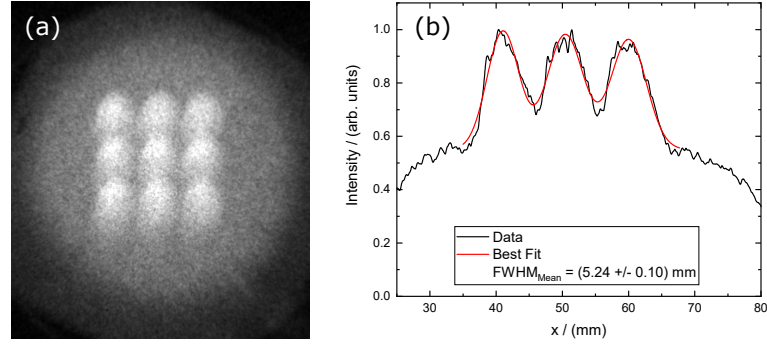 (a)
(b)
Intensity / (arb. units)
1.0
0.8
0.6
0.4
0.2
0.0
Data
Best Fit
FWHM_Mean = (5.24 +/- 0.10) mm
30 40 50 60 70 80
x / (mm)